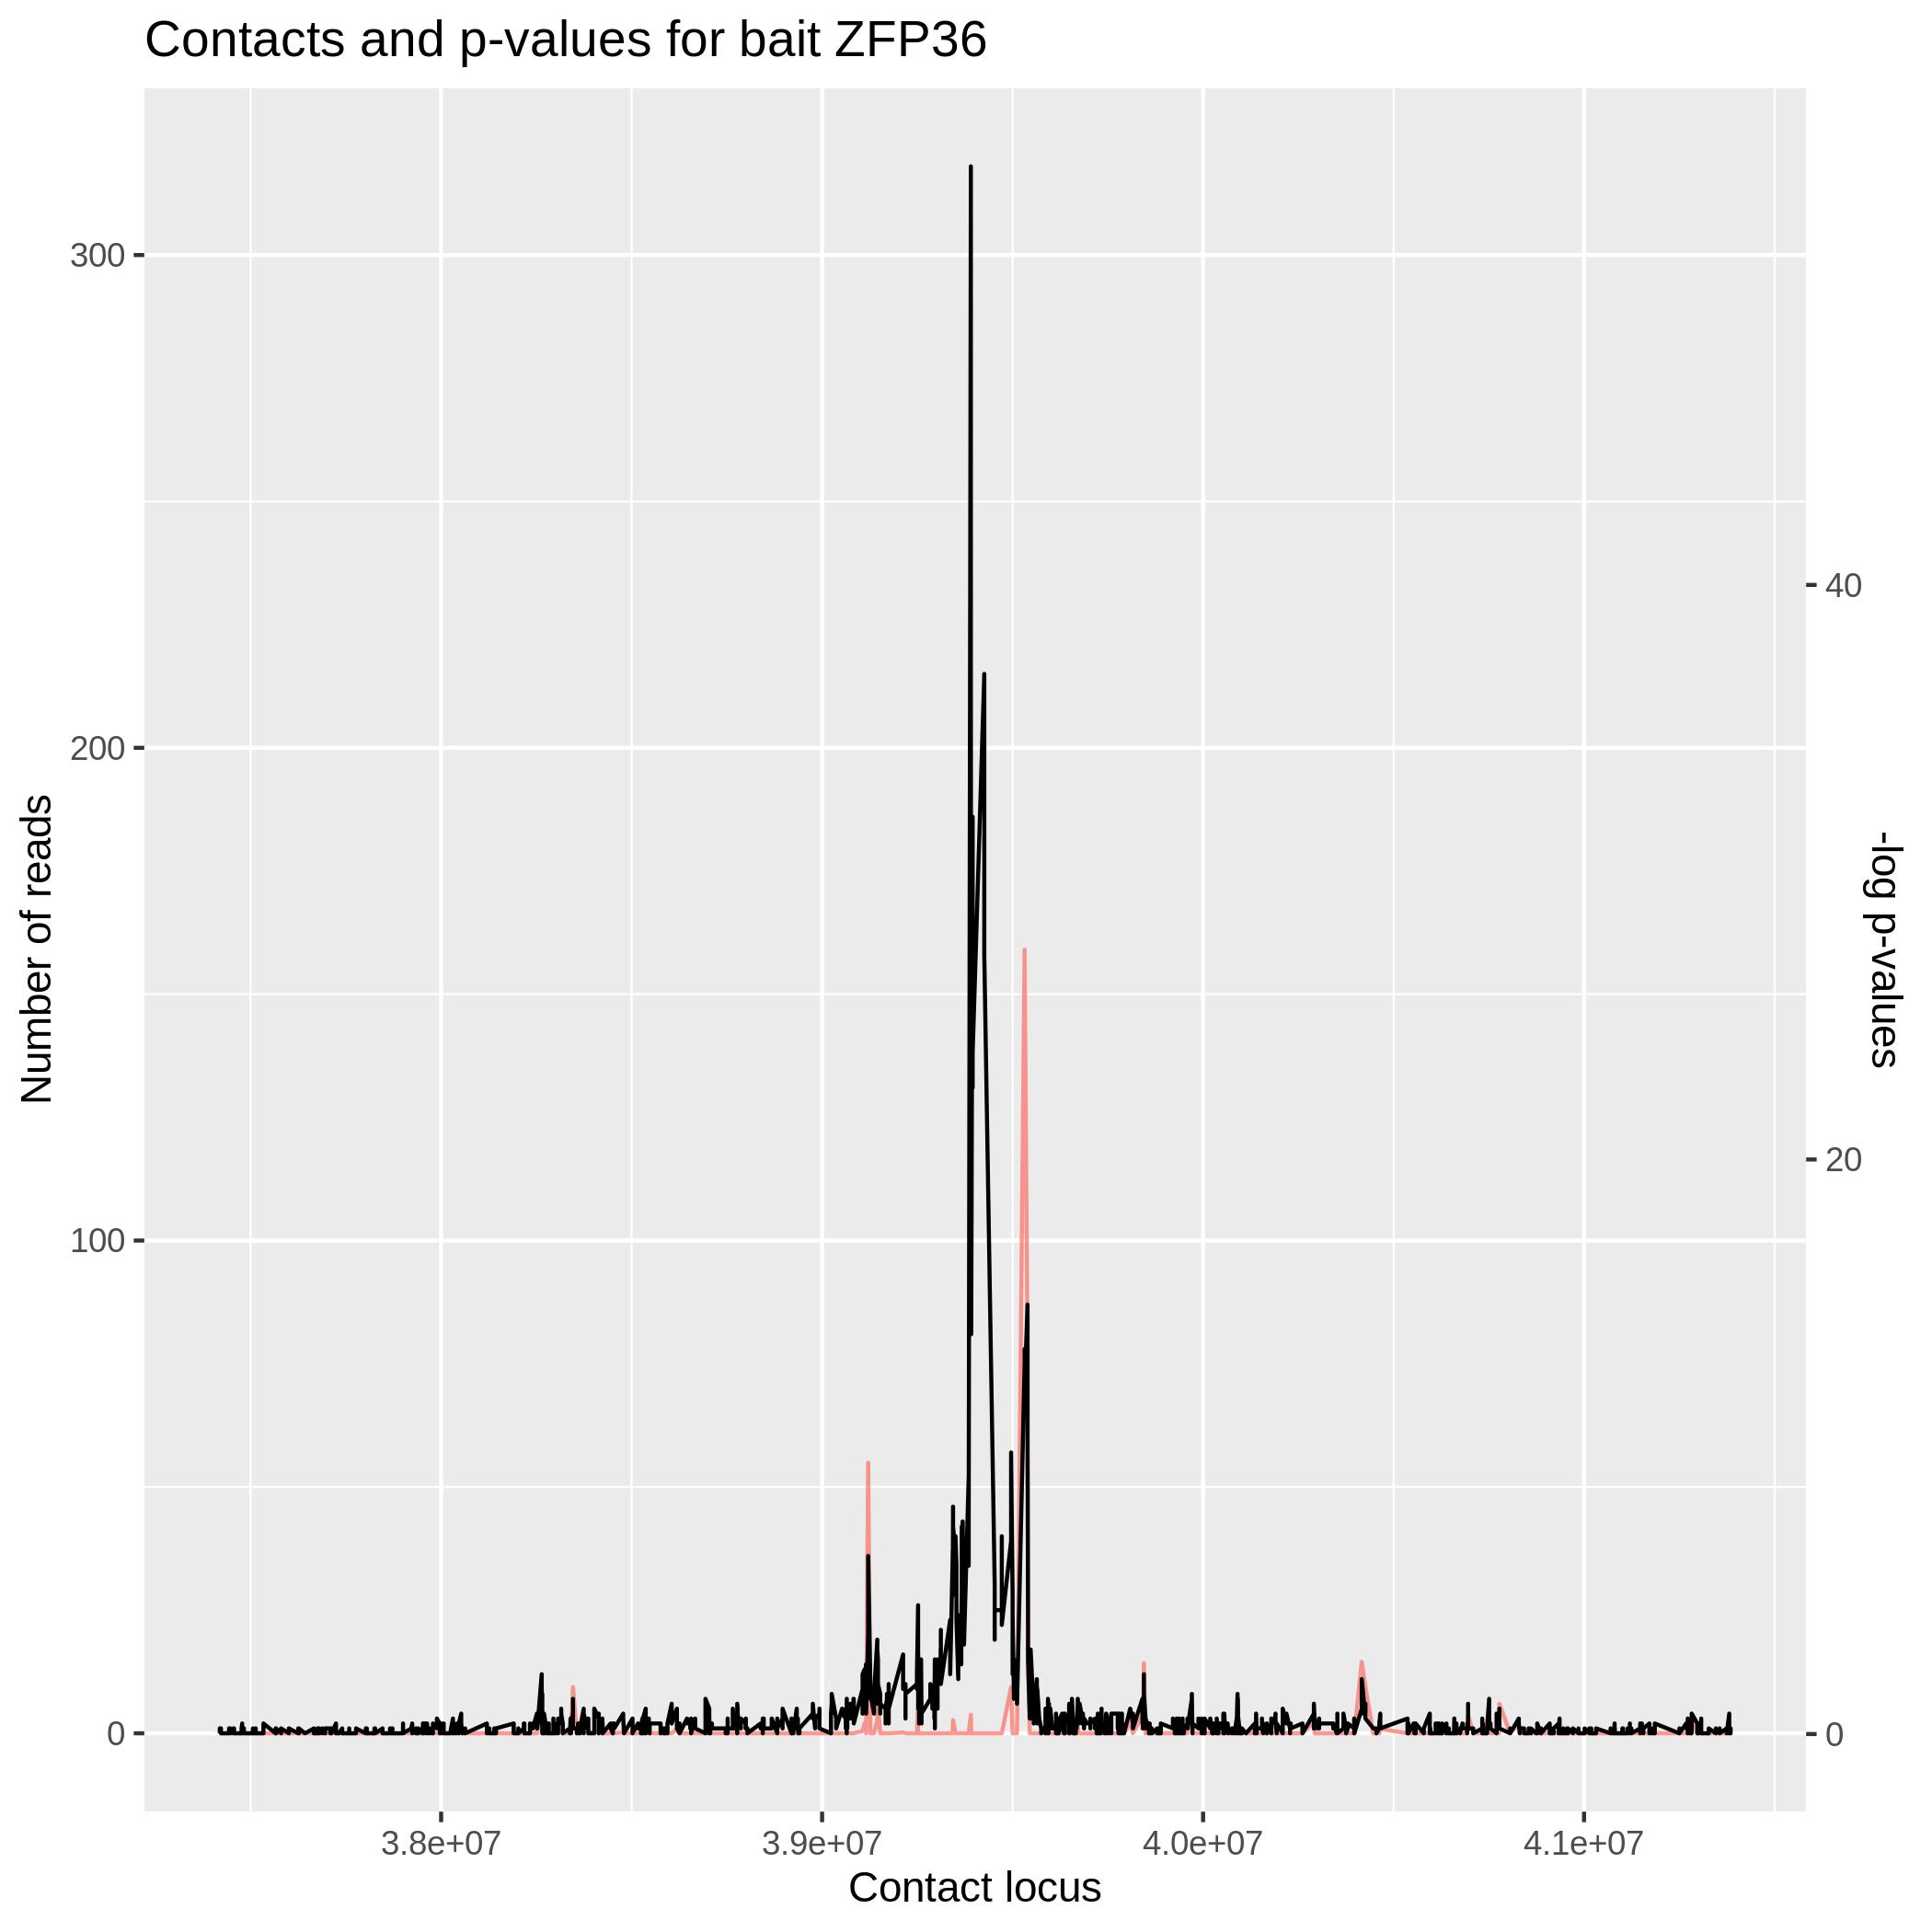 Contacts and p-values for bait ZFP36
Number of reads
300
200
100
0
40
20
0
-log p-values
3.8e+07
3.9e+07
4.0e+07
4.1e+07
Contact locus